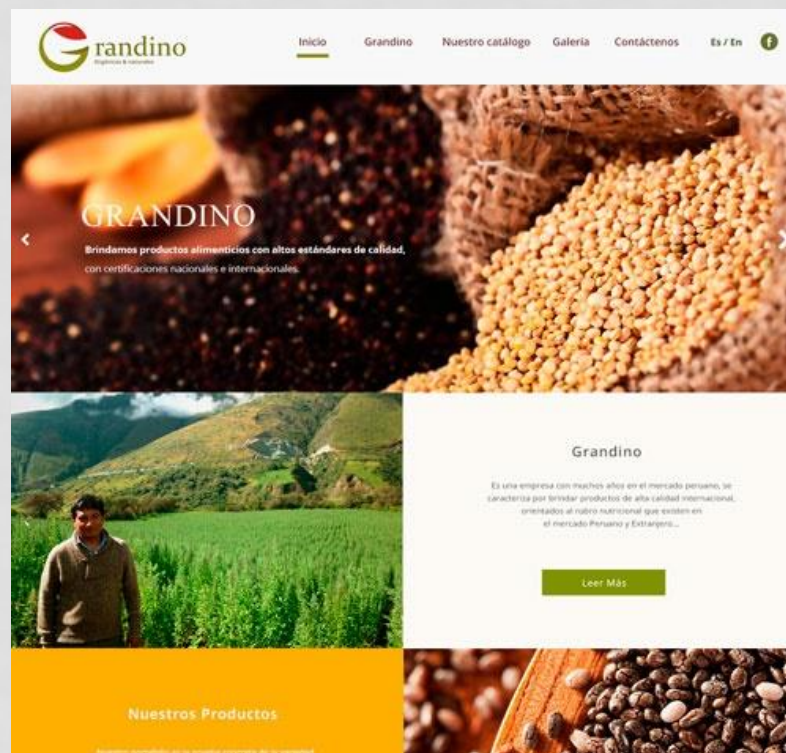 Grandino
Orgánicos & naturales
Inicio
Grandino
Nuestro catálogo
Galería
Contáctenos
Es / En
f
GRANDINO
Brindamos productos alimenticios con altos estándares de calidad,
con certificaciones nacionales e internacionales.
Grandino
Es una empresa con muchos años en el mercado peruano, se
caracteriza por brindar productos de alta calidad internacional,
orientados al rubro nutricional que existen en
el mercado Peruano y Extranjero...
Leer Más
Nuestros Productos